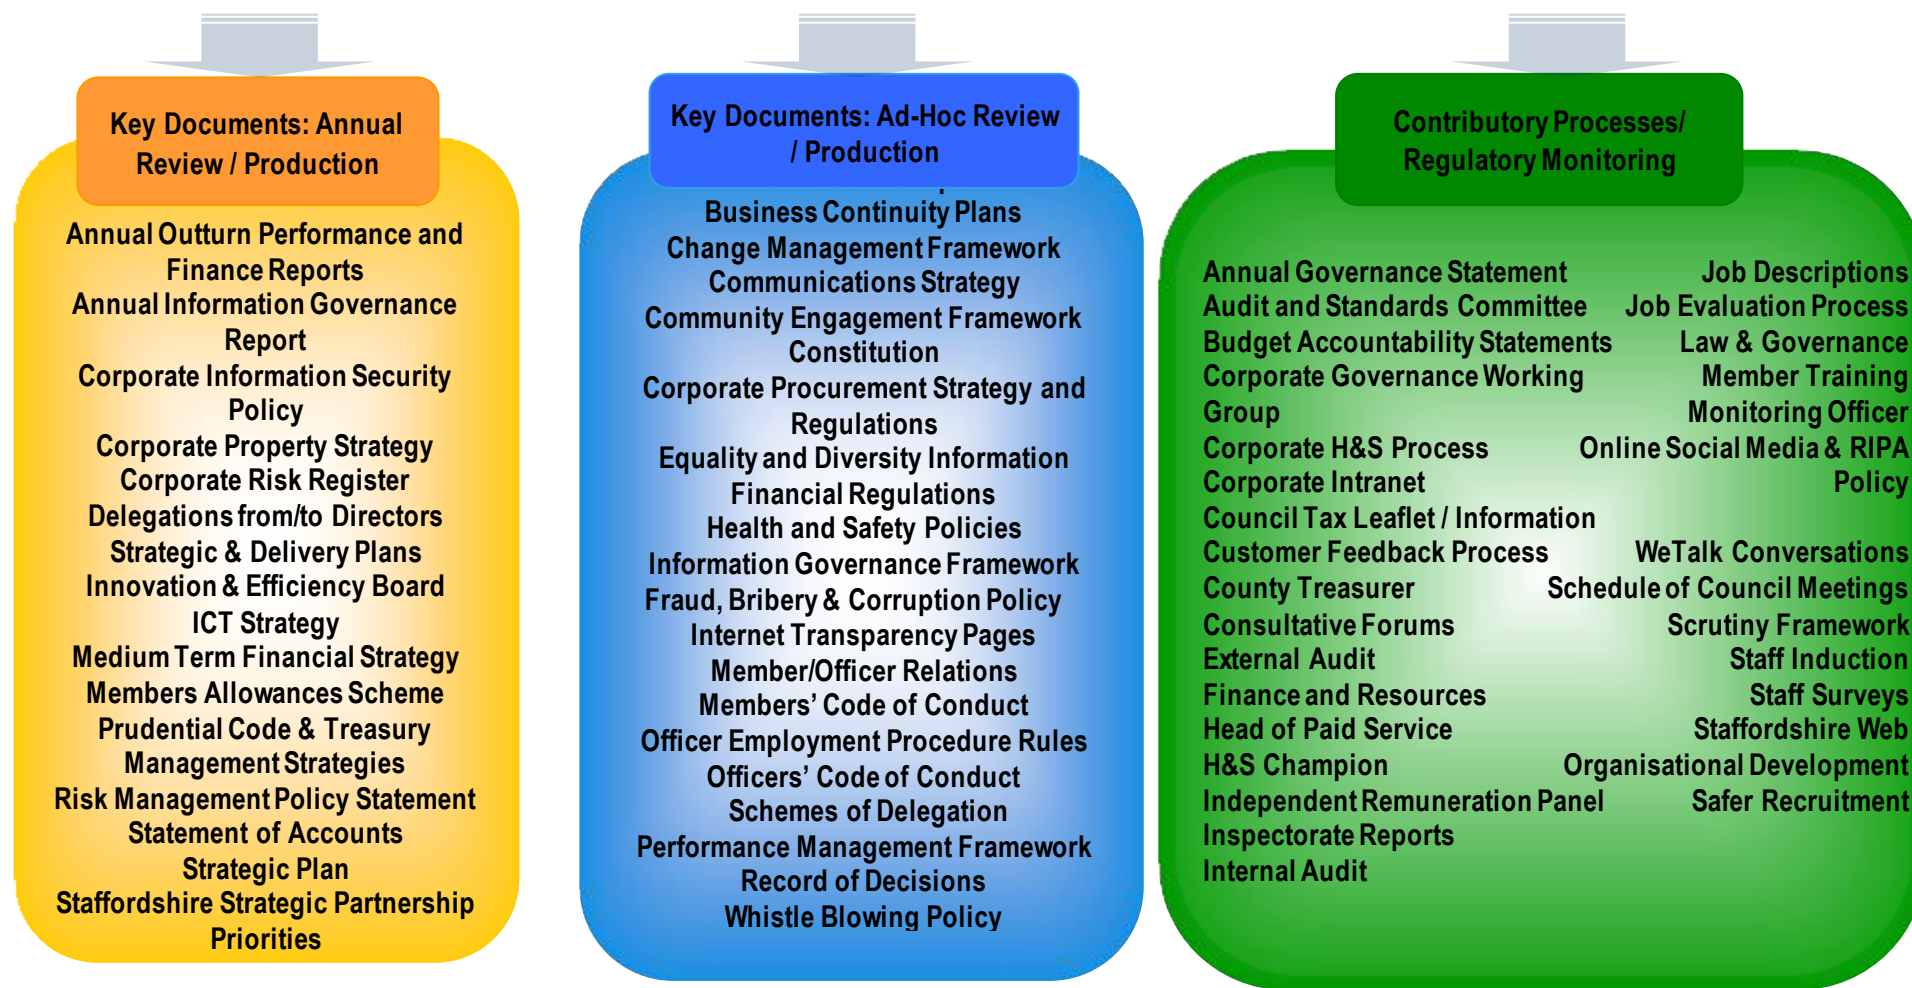 Key Documents: Annual
Review / Production
Annual Outturn Performance and
Finance Reports
Annual Information Governance
Report
Corporate Information Security
Policy
Corporate Property Strategy
Corporate Risk Register
Delegations from/to Directors
Strategic & Delivery Plans
Innovation & Efficiency Board
ICT Strategy
Medium Term Financial Strategy
Members Allowances Scheme
Prudential Code & Treasury
Management Strategies
Risk Management Policy Statement
Statement of Accounts
Strategic Plan
Staffordshire Strategic Partnership
Priorities
Key Documents: Ad-Hoc Review
/ Production
Business Continuity Plans
Change Management Framework
Communications Strategy
Community Engagement Framework
Constitution
Corporate Procurement Strategy and
Regulations
Equality and Diversity Information
Financial Regulations
Health and Safety Policies
Information Governance Framework
Fraud, Bribery & Corruption Policy
Internet Transparency Pages
Member/Officer Relations
Members’ Code of Conduct
Officer Employment Procedure Rules
Officers’ Code of Conduct
Schemes of Delegation
Performance Management Framework
Record of Decisions
Whistle Blowing Policy
Contributory Processes/
Regulatory Monitoring
Annual Governance Statement
Audit and Standards Committee
Budget Accountability Statements
Corporate Governance Working
Group
Corporate H&S Process
Corporate Intranet
Council Tax Leaflet / Information
Customer Feedback Process
County Treasurer
Consultative Forums
External Audit
Finance and Resources
Head of Paid Service
H&S Champion
Independent Remuneration Panel
Inspectorate Reports
Internal Audit
Job Descriptions
Job Evaluation Process
Law & Governance
Member Training
Monitoring Officer
Online Social Media & RIPA
Policy
WeTalk Conversations
Schedule of Council Meetings
Scrutiny Framework
Staff Induction
Staff Surveys
Staffordshire Web
Organisational Development
Safer Recruitment